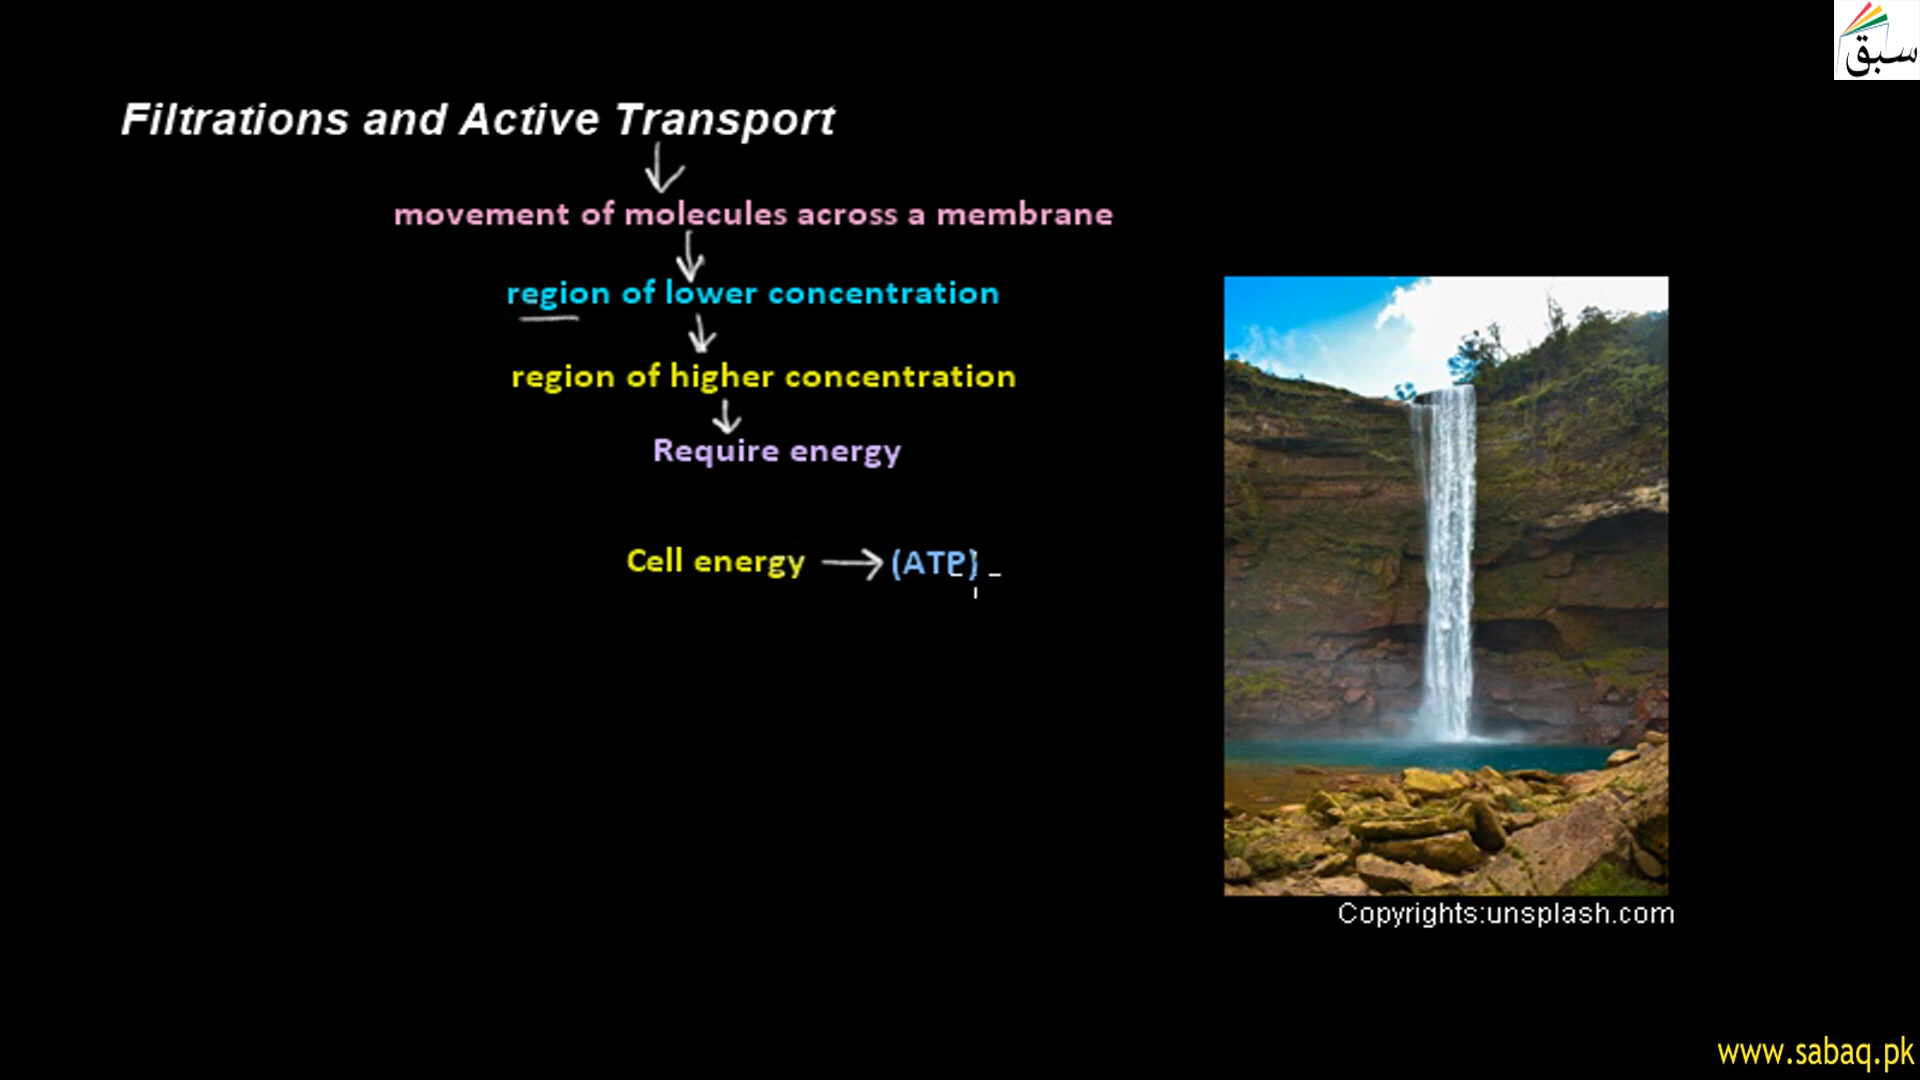 سبق
Filtrations and Active Transport
movement of molecules across a membrane
region of lower concentration
region of higher concentration
Require energy
Cell energy → (ATP)
Copyrights:unsplash.com
www.sabaq.pk